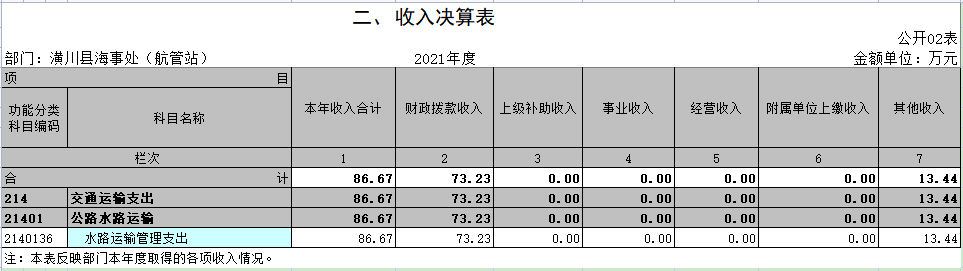 二、收入决算表
公开02表
部门：潢川县海事处（航管站） 2021年度 金额单位：万元
项 目 本年收入合计 财政拨款收入 上级补助收入 事业收入 经营收入 附属单位上缴收入 其他收入
功能分类科目编码 科目名称
栏次 1 2 3 4 5 6 7
合 计 86.67 73.23 0.00 0.00 0.00 0.00 13.44
214 交通运输支出 86.67 73.23 0.00 0.00 0.00 0.00 13.44
21401 公路水路运输 86.67 73.23 0.00 0.00 0.00 0.00 13.44
2140136 水路运输管理支出 86.67 73.23 0.00 0.00 0.00 0.00 13.44
注：本表反映部门本年度取得的各项收入情况。